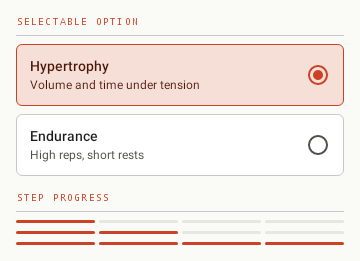 SELECTABLE OPTION
Hypertrophy
Volume and time under tension
Endurance
High reps, short rests
STEP PROGRESS